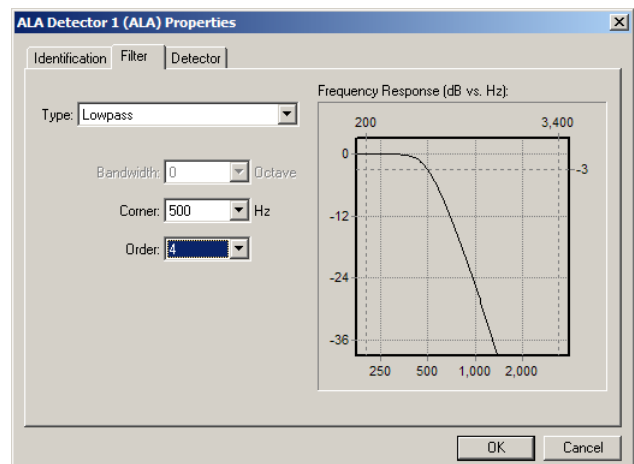 ALA Detector 1 (ALA) Properties
Identification Filter Detector
Type: Lowpass
Bandwidth: 0 Octave
Corner: 500 Hz
Order: 4
Frequency Response (dB vs. Hz):
200 3,400
0 -3
-12
-24
-36
250 500 1,000 2,000
OK Cancel